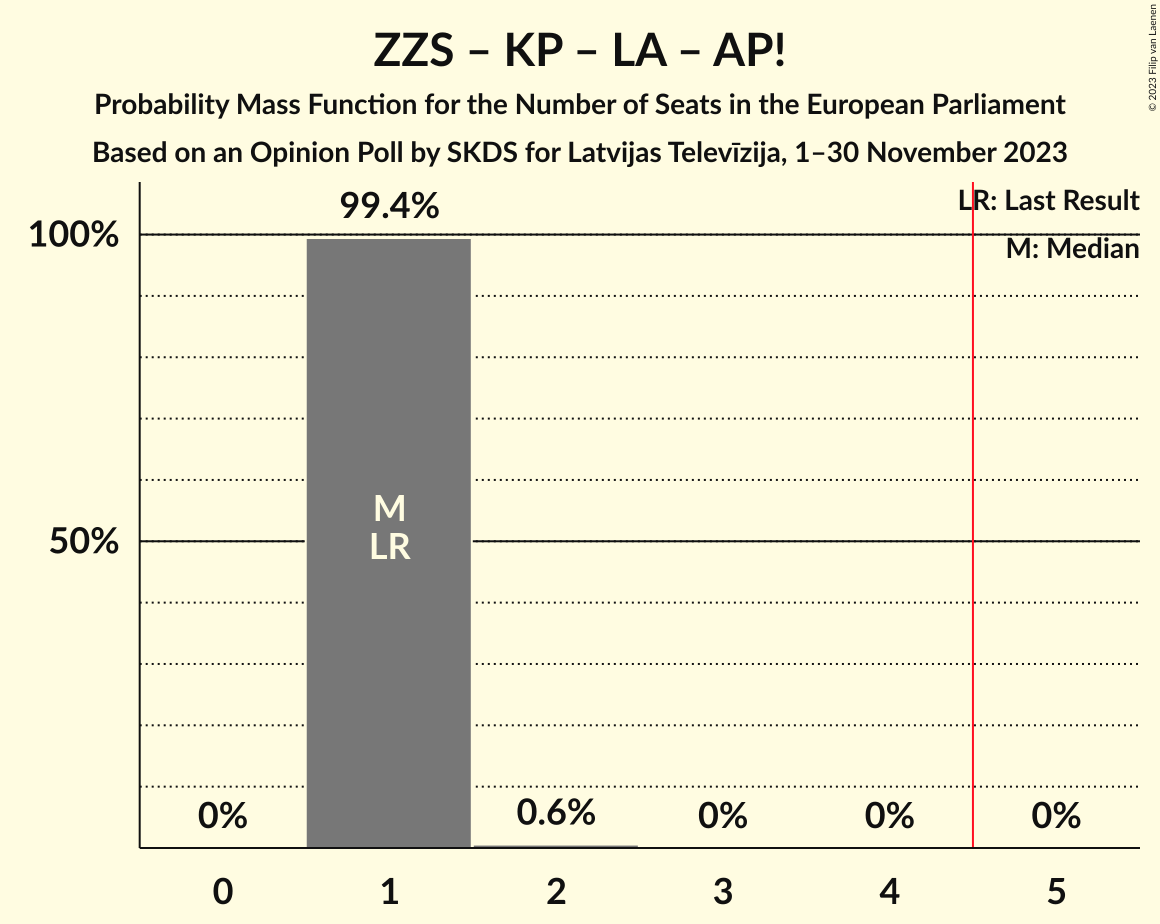 ZZS – KP – LA – AP!
Probability Mass Function for the Number of Seats in the European Parliament
Based on an Opinion Poll by SKDS for Latvijas Televīzija, 1–30 November 2023
© 2023 Filip van Laenen
LR: Last Result
M: Median
100%
50%
99.4%
M
LR
0%
0.6%
0%
0%
0%
0
1
2
3
4
5